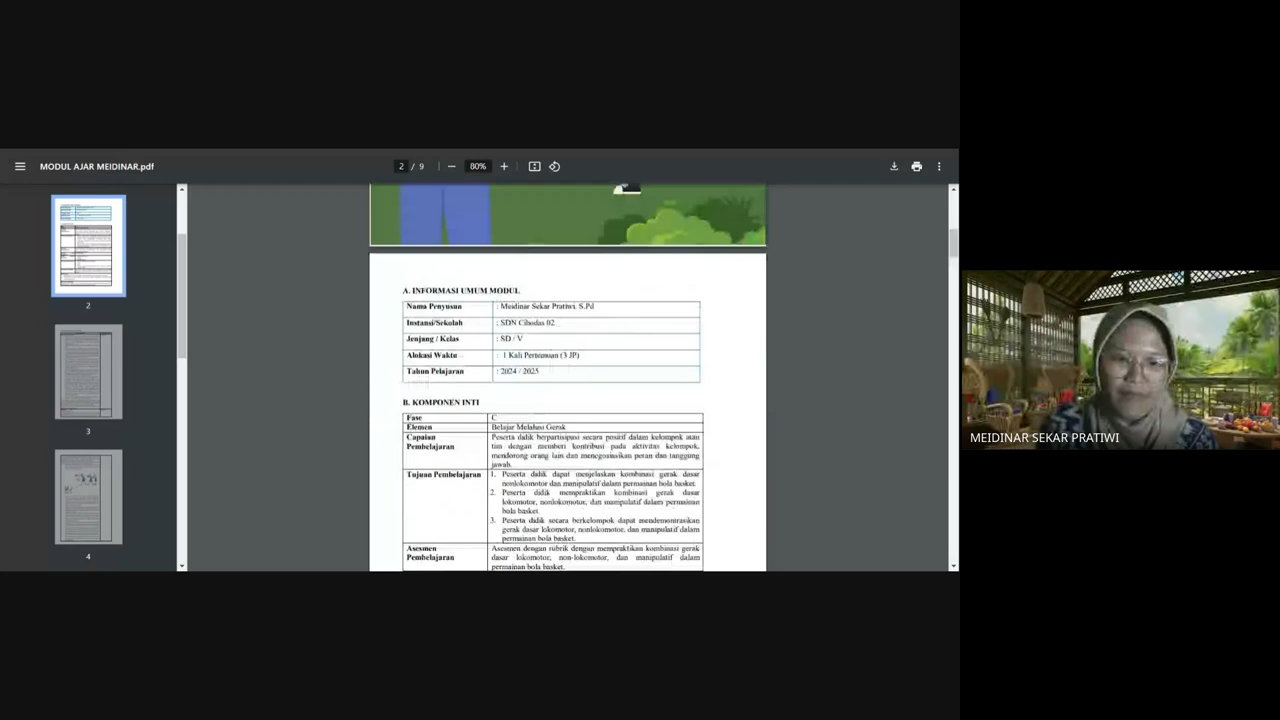 MODUL AJAR MEIDINAR.pdf
2 / 9
80%
2
3
4
A. INFORMASI UMUM MODUL
Nama Penyusun : Meidinar Sekar Pratiwi, S.Pd
Instansi/Sekolah : SDN Cibodas 02
Jenjang / Kelas : SD / V
Alokasi Waktu : 1 Kali Pertemuan (3 JP)
Tahun Pelajaran : 2024 / 2025
B. KOMPONEN INTI
Fase C
Elemen Belajar Melalui Gerak
Capaian Pembelajaran
Peserta didik berpartisipasi secara positif dalam kelompok atau
tim dengan memberi kontribusi pada aktivitas kelompok,
mendorong orang lain dan menegosiasikan peran dan tanggung
jawab.
Tujuan Pembelajaran
1. Peserta didik dapat menjelaskan kombinasi gerak dasar
nonlokomotor dan manipulatif dalam permainan bola basket.
2. Peserta didik mempraktikan kombinasi gerak dasar
lokomotor, nonlokomotor, dan manipulatif dalam permainan
bola basket.
3. Peserta didik secara berkelompok dapat mendemonstrasikan
gerak dasar lokomotor, nonlokomotor, dan manipulatif dalam
permainan bola basket.
Asesmen Pembelajaran
Asesmen dengan rubrik dengan mempraktikan kombinasi gerak
dasar lokomotor, non-lokomotor, dan manipulatif dalam
permainan bola basket.
MEIDINAR SEKAR PRATIWI